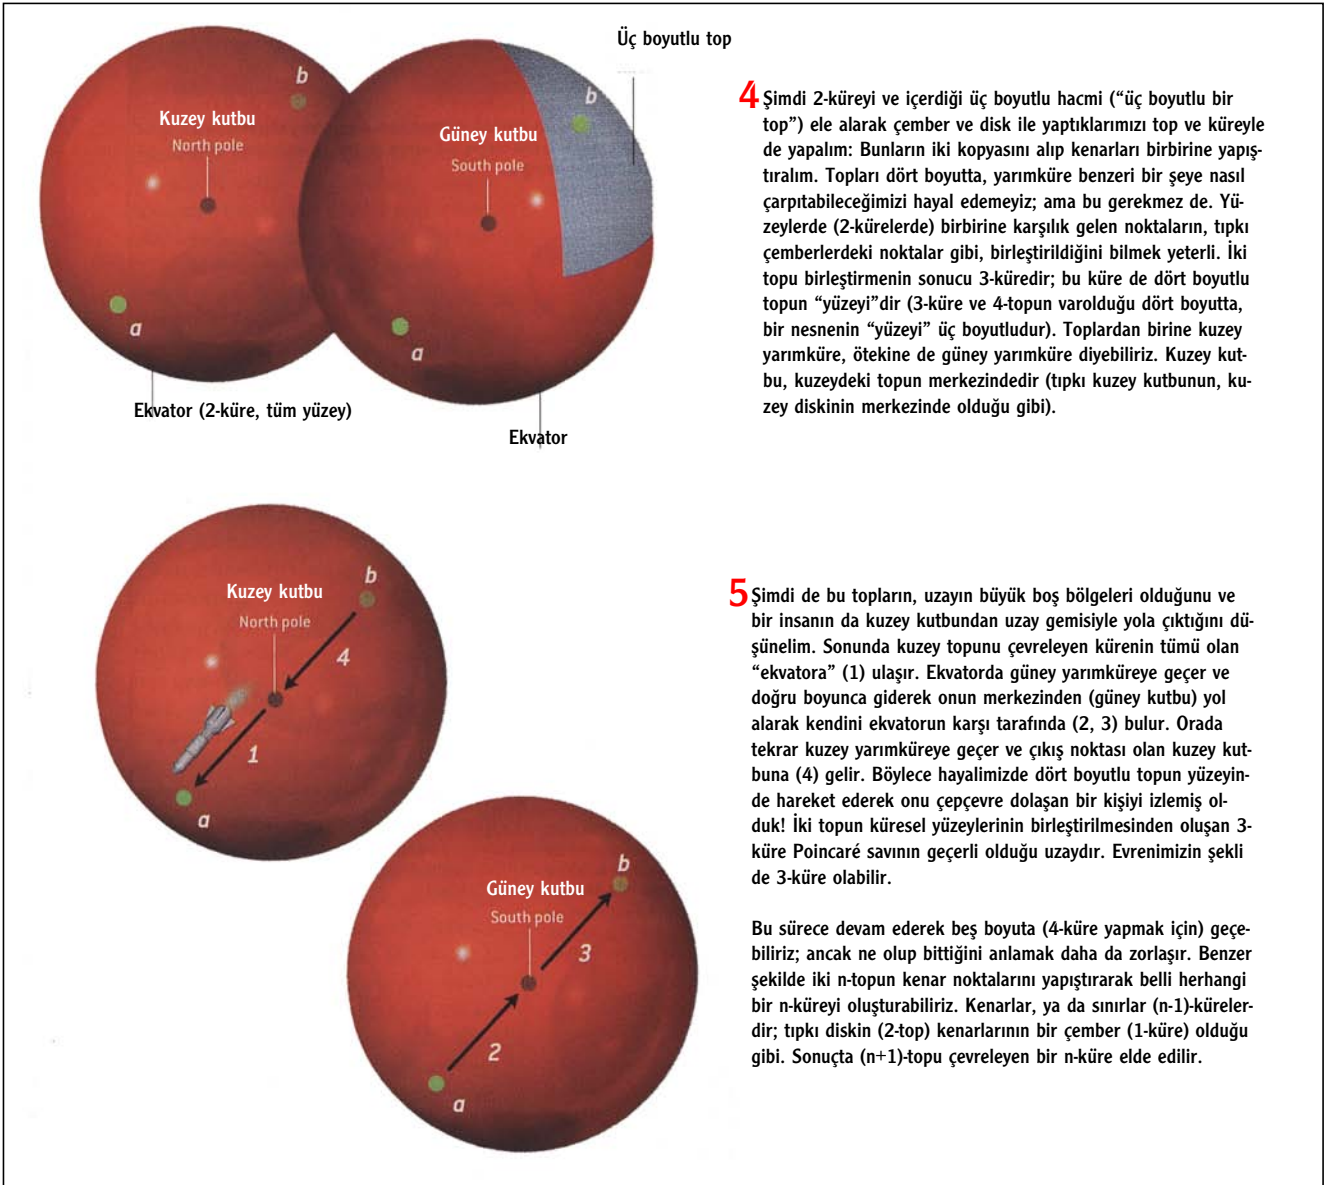 Üç boyutlu top
b
Kuzey kutbu
North pole
a
b
Güney kutbu
South pole
a
Ekvator (2-küre, tüm yüzey)
Ekvator
4 Şimdi 2-küreyi ve içerdiği üç boyutlu hacmi (“üç boyutlu bir
top”) ele alarak çember ve disk ile yaptıklarımızı top ve küreyle
de yapalım: Bunların iki kopyasını alıp kenarları birbirine yapış-
tıralım. Topları dört boyutta, yarımküre benzeri bir şeye nasıl
çarpıtabileceğimizi hayal edemeyiz; ama bu gerekmez de. Yü-
zeylerde (2-kürelerde) birbirine karşılık gelen noktaların, tıpkı
çemberlerdeki noktalar gibi, birleştirildiğini bilmek yeterli. İki
topu birleştirmenin sonucu 3-küredir; bu küre de dört boyutlu
topun “yüzeyi”dir (3-küre ve 4-topun varolduğu dört boyutta,
bir nesnenin “yüzeyi” üç boyutludur). Toplardan birine kuzey
yarımküre, ötekine de güney yarımküre diyebiliriz. Kuzey kut-
bu, kuzeydeki topun merkezindedir (tıpkı kuzey kutbunun, ku-
zey diskinin merkezinde olduğu gibi).
b
Kuzey kutbu
North pole
4
1
a
b
Güney kutbu
South pole
3
2
a
5 Şimdi de bu topların, uzayın büyük boş bölgeleri olduğunu ve
bir insanın da kuzey kutbundan uzay gemisiyle yola çıktığını dü-
şünelim. Sonunda kuzey topunu çevreleyen kürenin tümü olan
“ekvatora” (1) ulaşır. Ekvatorda güney yarımküreye geçer ve
doğru boyunca giderek onun merkezinden (güney kutbu) yol
alarak kendini ekvatorun karşı tarafında (2, 3) bulur. Orada
tekrar kuzey yarımküreye geçer ve çıkış noktası olan kuzey kut-
buna (4) gelir. Böylece hayalimizde dört boyutlu topun yüzeyin-
de hareket ederek onu çepçevre dolaşan bir kişiyi izlemiş ol-
duk! İki topun küresel yüzeylerinin birleştirilmesinden oluşan 3-
küre Poincaré savının geçerli olduğu uzaydır. Evrenimizin şekli
de 3-küre olabilir.
Bu sürece devam ederek beş boyuta (4-küre yapmak için) geçe-
biliriz; ancak ne olup bittiğini anlamak daha da zorlaşır. Benzer
şekilde iki n-topun kenar noktalarını yapıştırarak belli herhangi
bir n-küreyi oluşturabiliriz. Kenarlar, ya da sınırlar (n-1)-küreler-
dir; tıpkı diskin (2-top) kenarlarının bir çember (1-küre) olduğu
gibi. Sonuçta (n+1)-topu çevreleyen bir n-küre elde edilir.